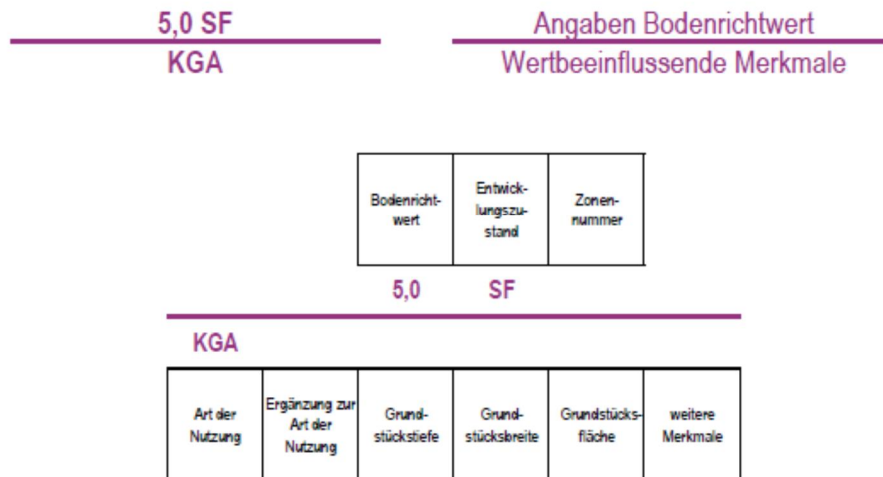 5,0 SF
KGA
Angaben Bodenrichtwert
Wertbeeinflussende Merkmale
Bodenricht-
wert
Entwick-
lungszu-
stand
Zonen-
nummer
5,0 SF
KGA
Art der
Nutzung
Ergänzung zur
Art der
Nutzung
Grund-
stückstiefe
Grund-
stücksbreite
Grundstücks-
fläche
weitere
Merkmale